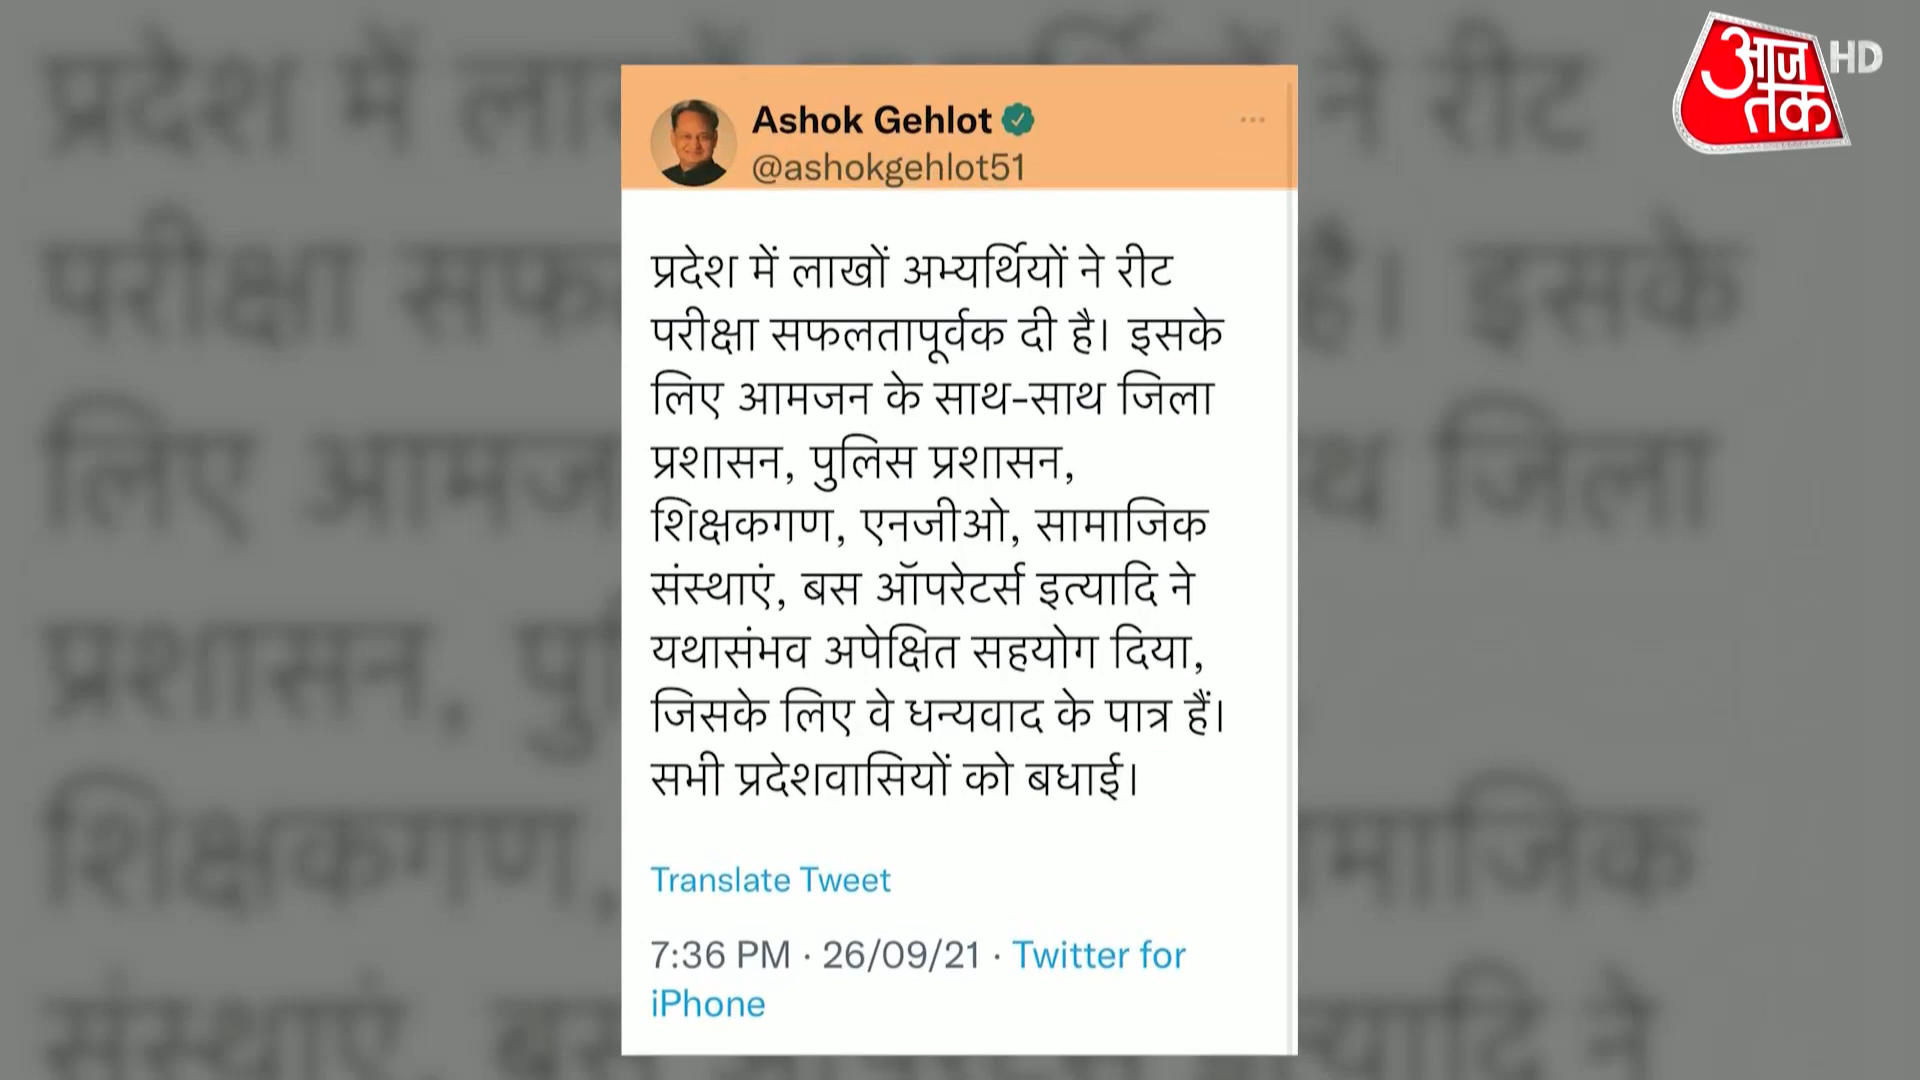 आज
तक
HD
Ashok Gehlot
@ashokgehlot51
प्रदेश में लाखों अभ्यर्थियों ने रीट
परीक्षा सफलतापूर्वक दी है। इसके
लिए आमजन के साथ-साथ जिला
प्रशासन, पुलिस प्रशासन,
शिक्षकगण, एनजीओ, सामाजिक
संस्थाएं, बस ऑपरेटर्स इत्यादि ने
यथासंभव अपेक्षित सहयोग दिया,
जिसके लिए वे धन्यवाद के पात्र हैं।
सभी प्रदेशवासियों को बधाई।
Translate Tweet
7:36 PM · 26/09/21 · Twitter for
iPhone